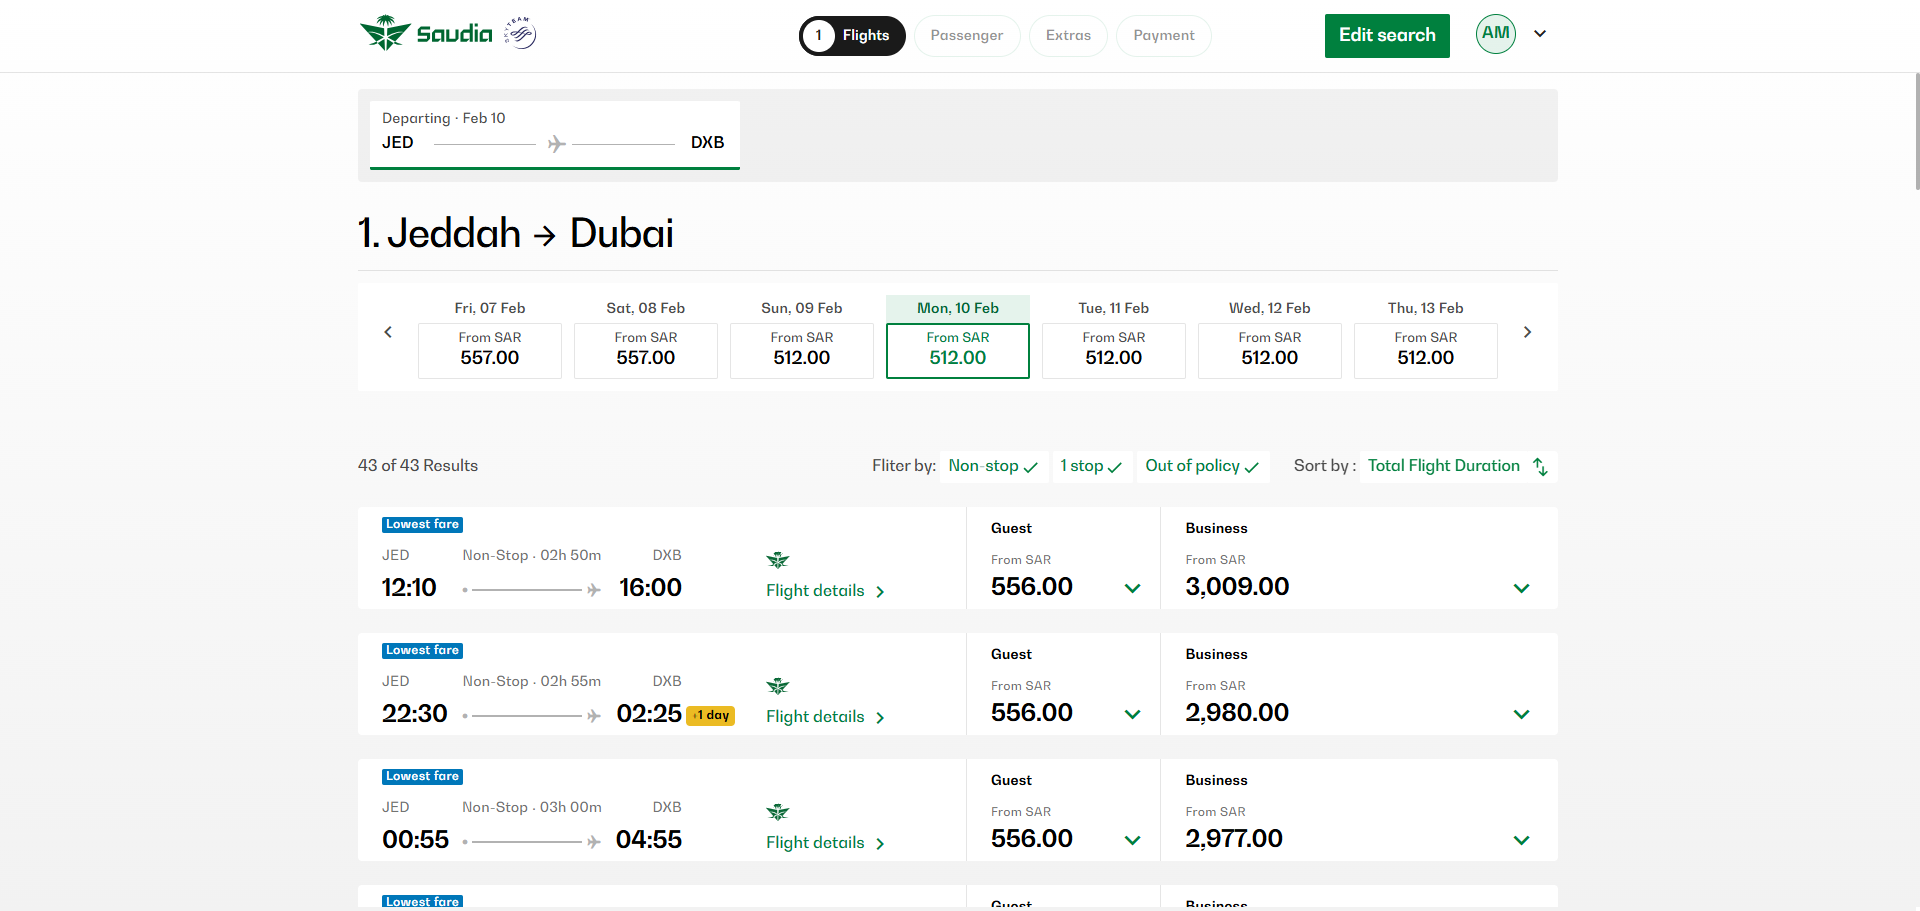 Saudia
SKYTEAM
1 Flights
Passenger
Extras
Payment
Edit search
AM
Departing · Feb 10
JED DXB
1. Jeddah → Dubai
Fri, 07 Feb
From SAR
557.00
Sat, 08 Feb
From SAR
557.00
Sun, 09 Feb
From SAR
512.00
Mon, 10 Feb
From SAR
512.00
Tue, 11 Feb
From SAR
512.00
Wed, 12 Feb
From SAR
512.00
Thu, 13 Feb
From SAR
512.00
43 of 43 Results
Fliter by: Non-stop 1 stop Out of policy Sort by : Total Flight Duration
Lowest fare
JED Non-Stop · 02h 50m DXB
12:10 16:00
Flight details
Guest
From SAR
556.00
Business
From SAR
3,009.00
Lowest fare
JED Non-Stop · 02h 55m DXB
22:30 02:25 +1 day
Flight details
Guest
From SAR
556.00
Business
From SAR
2,980.00
Lowest fare
JED Non-Stop · 03h 00m DXB
00:55 04:55
Flight details
Guest
From SAR
556.00
Business
From SAR
2,977.00
Lowest fare
Guest
Business